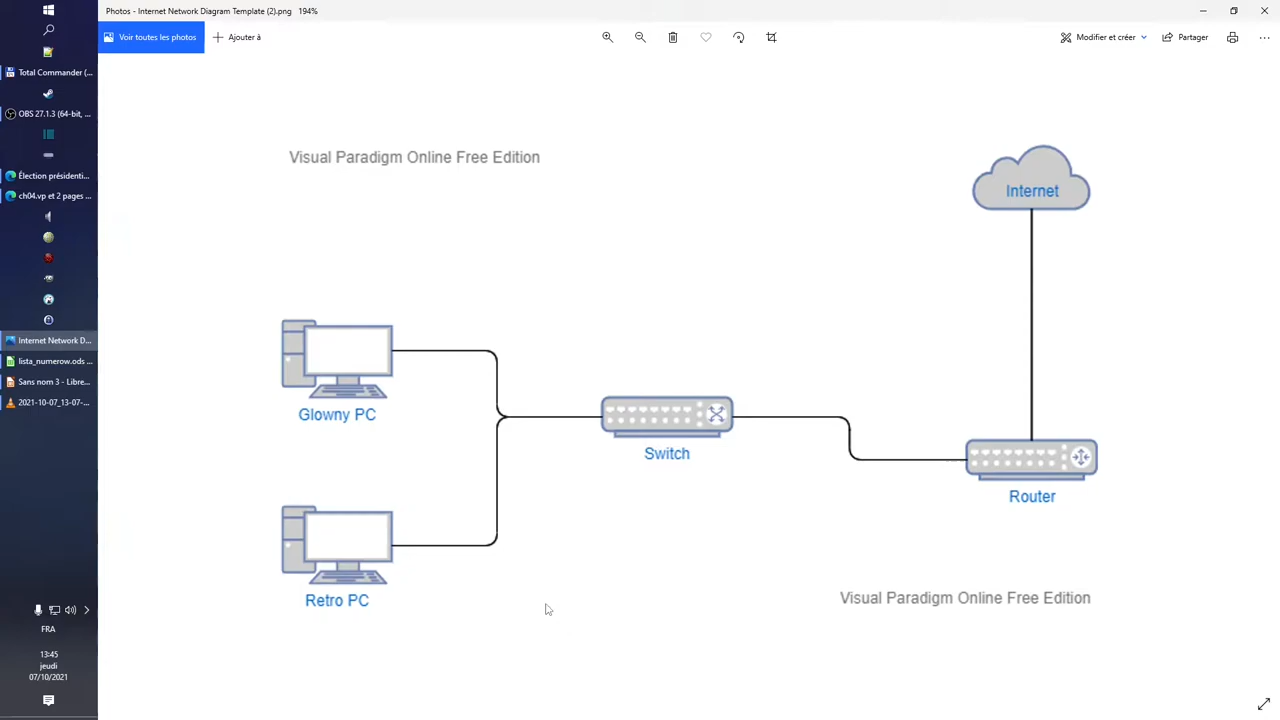 Photos - Internet Network Diagram Template (2).png   194%
Voir toutes les photos
Ajouter à
Modifier et créer
Partager
Total Commander (...
OBS 27.1.3 (64-bit, ...
Élection présidenti...
ch04.vp et 2 pages ...
Internet Network D...
lista_numerow.ods ...
Sans nom 3 - Libre...
2021-10-07_13-07-...
FRA
13:45
jeudi
07/10/2021
Visual Paradigm Online Free Edition
Internet
Glowny PC
Switch
Router
Retro PC
Visual Paradigm Online Free Edition